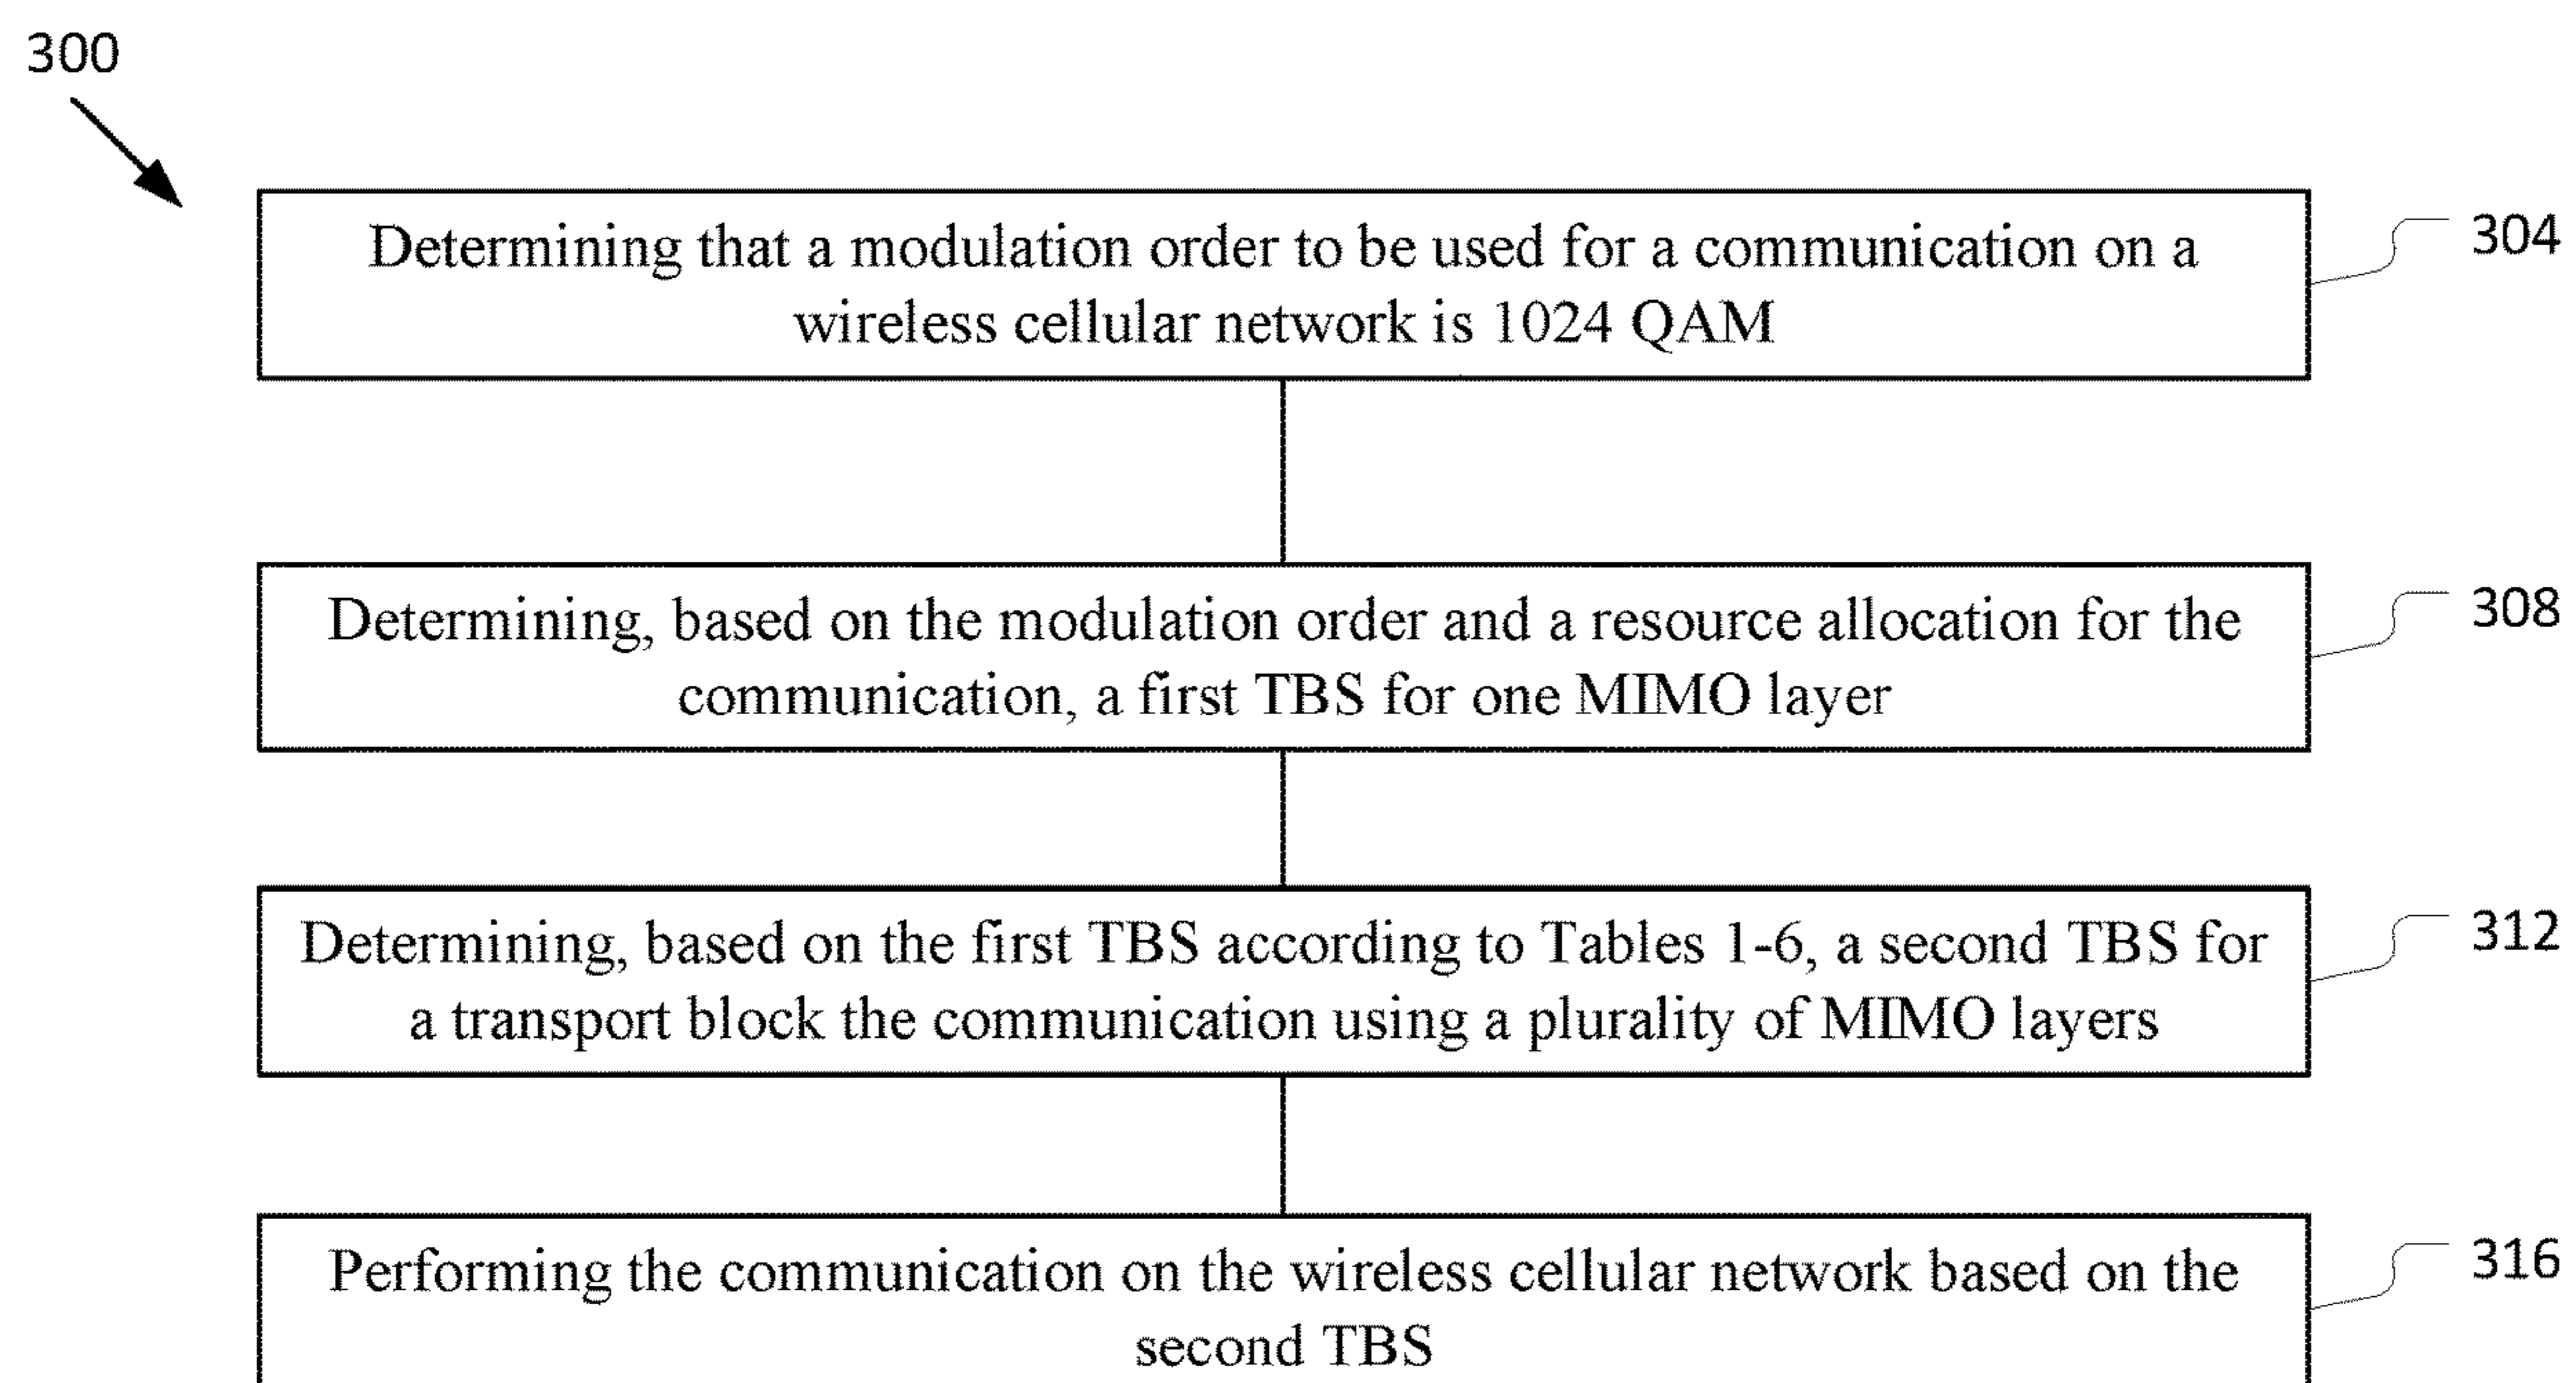 300
Determining that a modulation order to be used for a communication on a
wireless cellular network is 1024 QAM
304
Determining, based on the modulation order and a resource allocation for the
communication, a first TBS for one MIMO layer
308
Determining, based on the first TBS according to Tables 1-6, a second TBS for
a transport block the communication using a plurality of MIMO layers
312
Performing the communication on the wireless cellular network based on the
second TBS
316